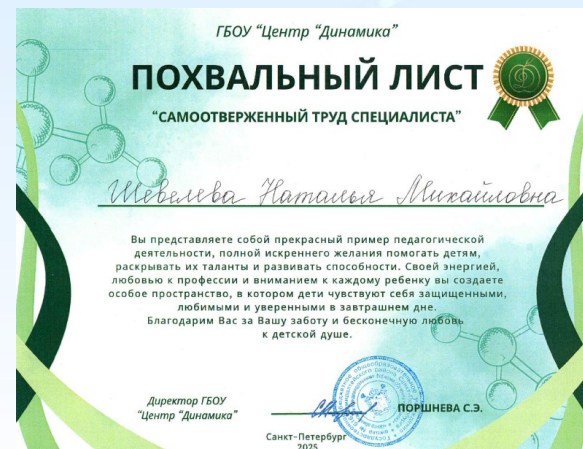 ГБОУ “Центр “Динамика”
ПОХВАЛЬНЫЙ ЛИСТ
“САМООТВЕРЖЕННЫЙ ТРУД СПЕЦИАЛИСТА”
Шевелева Наталья Михайловна
Вы представляете собой прекрасный пример педагогической
деятельности, полной искреннего желания помогать детям,
раскрывать их таланты и развивать способности. Своей энергией,
любовью к профессии и вниманием к каждому ребенку вы создаете
особое пространство, в котором дети чувствуют себя защищенными,
любимыми и уверенными в завтрашнем дне.
Благодарим Вас за Вашу заботу и бесконечную любовь
к детской душе.
Директор ГБОУ
“Центр “Динамика”
ПОРШНЕВА С.Э.
Санкт-Петербург
2025